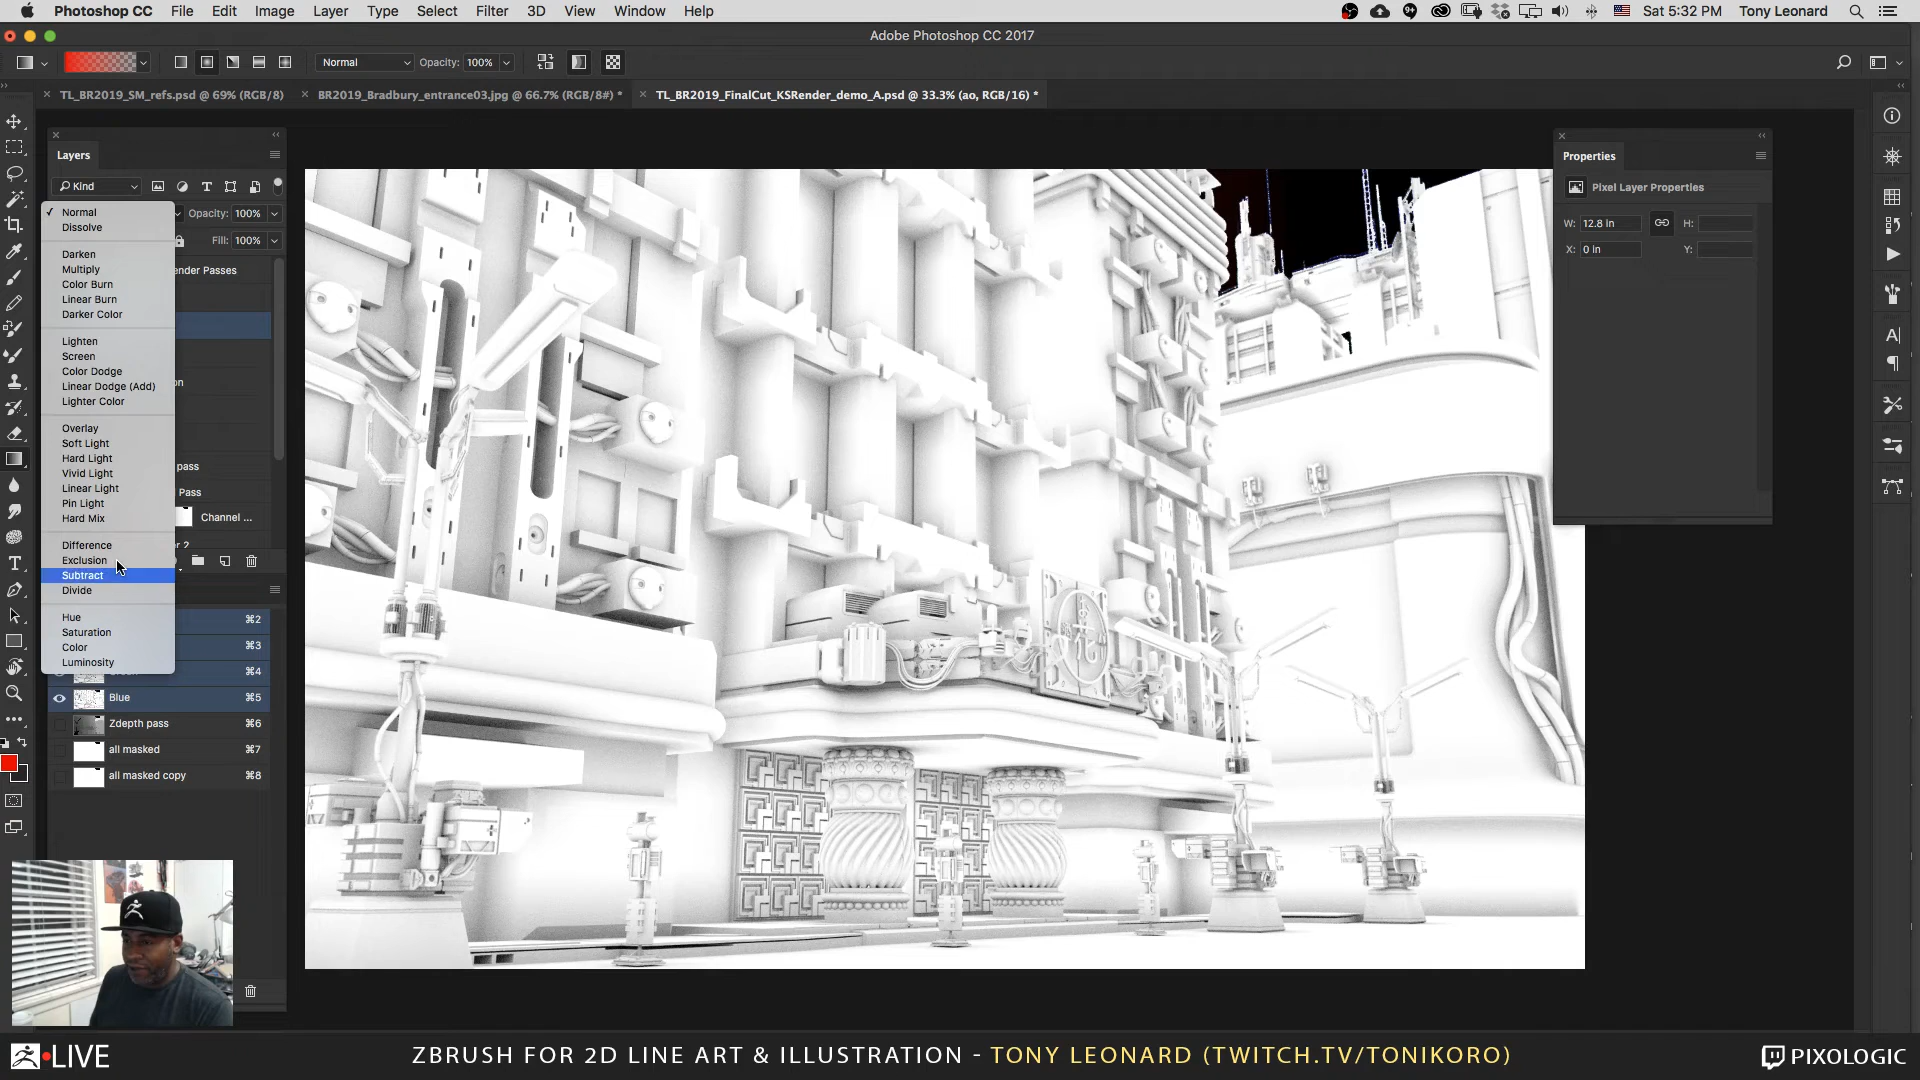 Photoshop CC File Edit Image Layer Type Select Filter 3D View Window Help Sat 5:32 PM Tony Leonard
Adobe Photoshop CC 2017
Normal Opacity: 100%
TL_BR2019_SM_refs.psd @ 69% (RGB/8) BR2019_Bradbury_entrance03.jpg @ 66.7% (RGB/8#) * TL_BR2019_FinalCut_KSRender_demo_A.psd @ 33.3% (ao, RGB/16) *
Layers
Kind
Opacity: 100%
Fill: 100%
ender Passes
on
pass
Pass
Channel ...
or 2
Normal
Dissolve
Darken
Multiply
Color Burn
Linear Burn
Darker Color
Lighten
Screen
Color Dodge
Linear Dodge (Add)
Lighter Color
Overlay
Soft Light
Hard Light
Vivid Light
Linear Light
Pin Light
Hard Mix
Difference
Exclusion
Subtract
Divide
Hue
Saturation
Color
Luminosity
⌘2
⌘3
⌘4
Blue ⌘5
Zdepth pass ⌘6
all masked ⌘7
all masked copy ⌘8
Properties
Pixel Layer Properties
W: 12.8 in H:
X: 0 in Y:
LIVE
ZBRUSH FOR 2D LINE ART & ILLUSTRATION - TONY LEONARD (TWITCH.TV/TONIKORO)
PIXOLOGIC